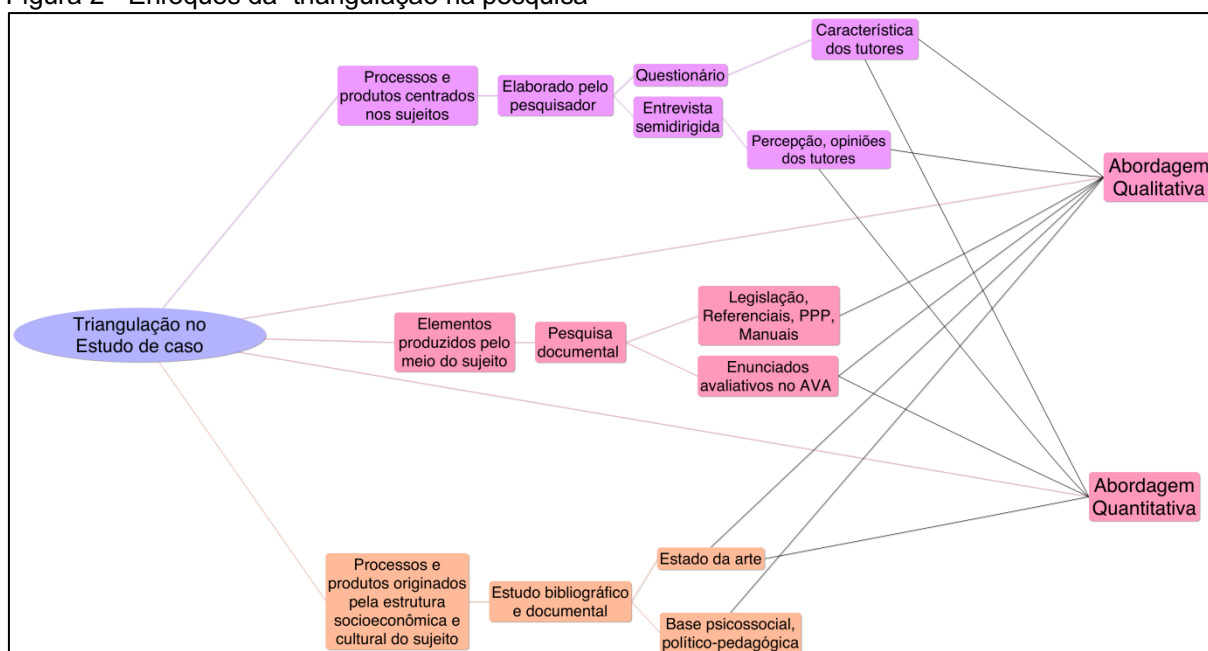 Figura 2 - Enfoques da triangulação na pesquisa
Característica
dos tutores
Processos e
produtos centrados
nos sujeitos
Elaborado pelo
pesquisador
Questionário
Entrevista
semidirigida
Percepção, opiniões
dos tutores
Abordagem
Qualitativa
Triangulação no
Estudo de caso
Elementos
produzidos pelo
meio do sujeito
Pesquisa
documental
Legislação,
Referenciais, PPP,
Manuais
Enunciados
avaliativos no AVA
Abordagem
Quantitativa
Processos e
produtos originados
pela estrutura
socioeconômica e
cultural do sujeito
Estudo bibliográfico
e documental
Estado da arte
Base psicossocial,
político-pedagógica